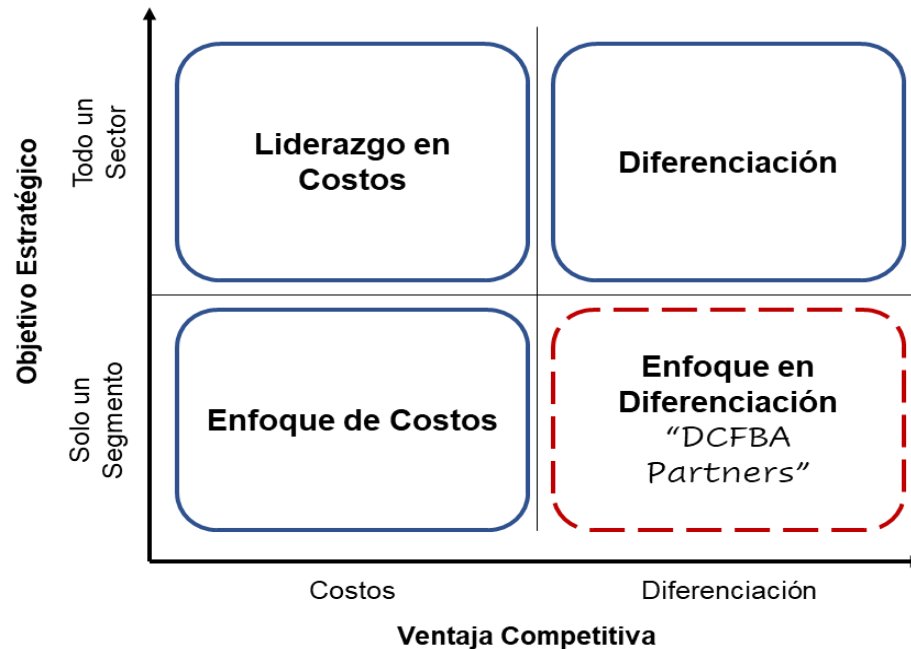 Objetivo Estratégico
Todo un
Sector
Solo un
Segmento
Liderazgo en
Costos
Diferenciación
Enfoque de Costos
Enfoque en
Diferenciación
“DCFBA
Partners”
Costos
Diferenciación
Ventaja Competitiva